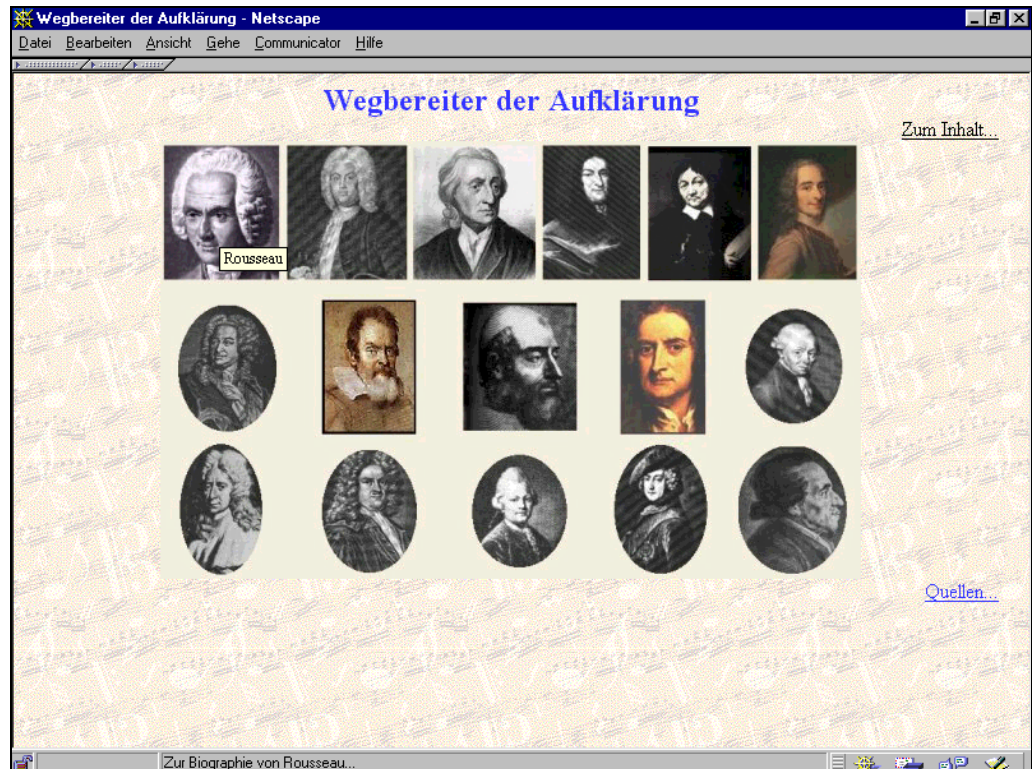 Wegbereiter der Aufklärung - Netscape
Datei Bearbeiten Ansicht Gehe Communicator Hilfe
Wegbereiter der Aufklärung
Zum Inhalt...
Rousseau
Quellen...
Zur Biographie von Rousseau...